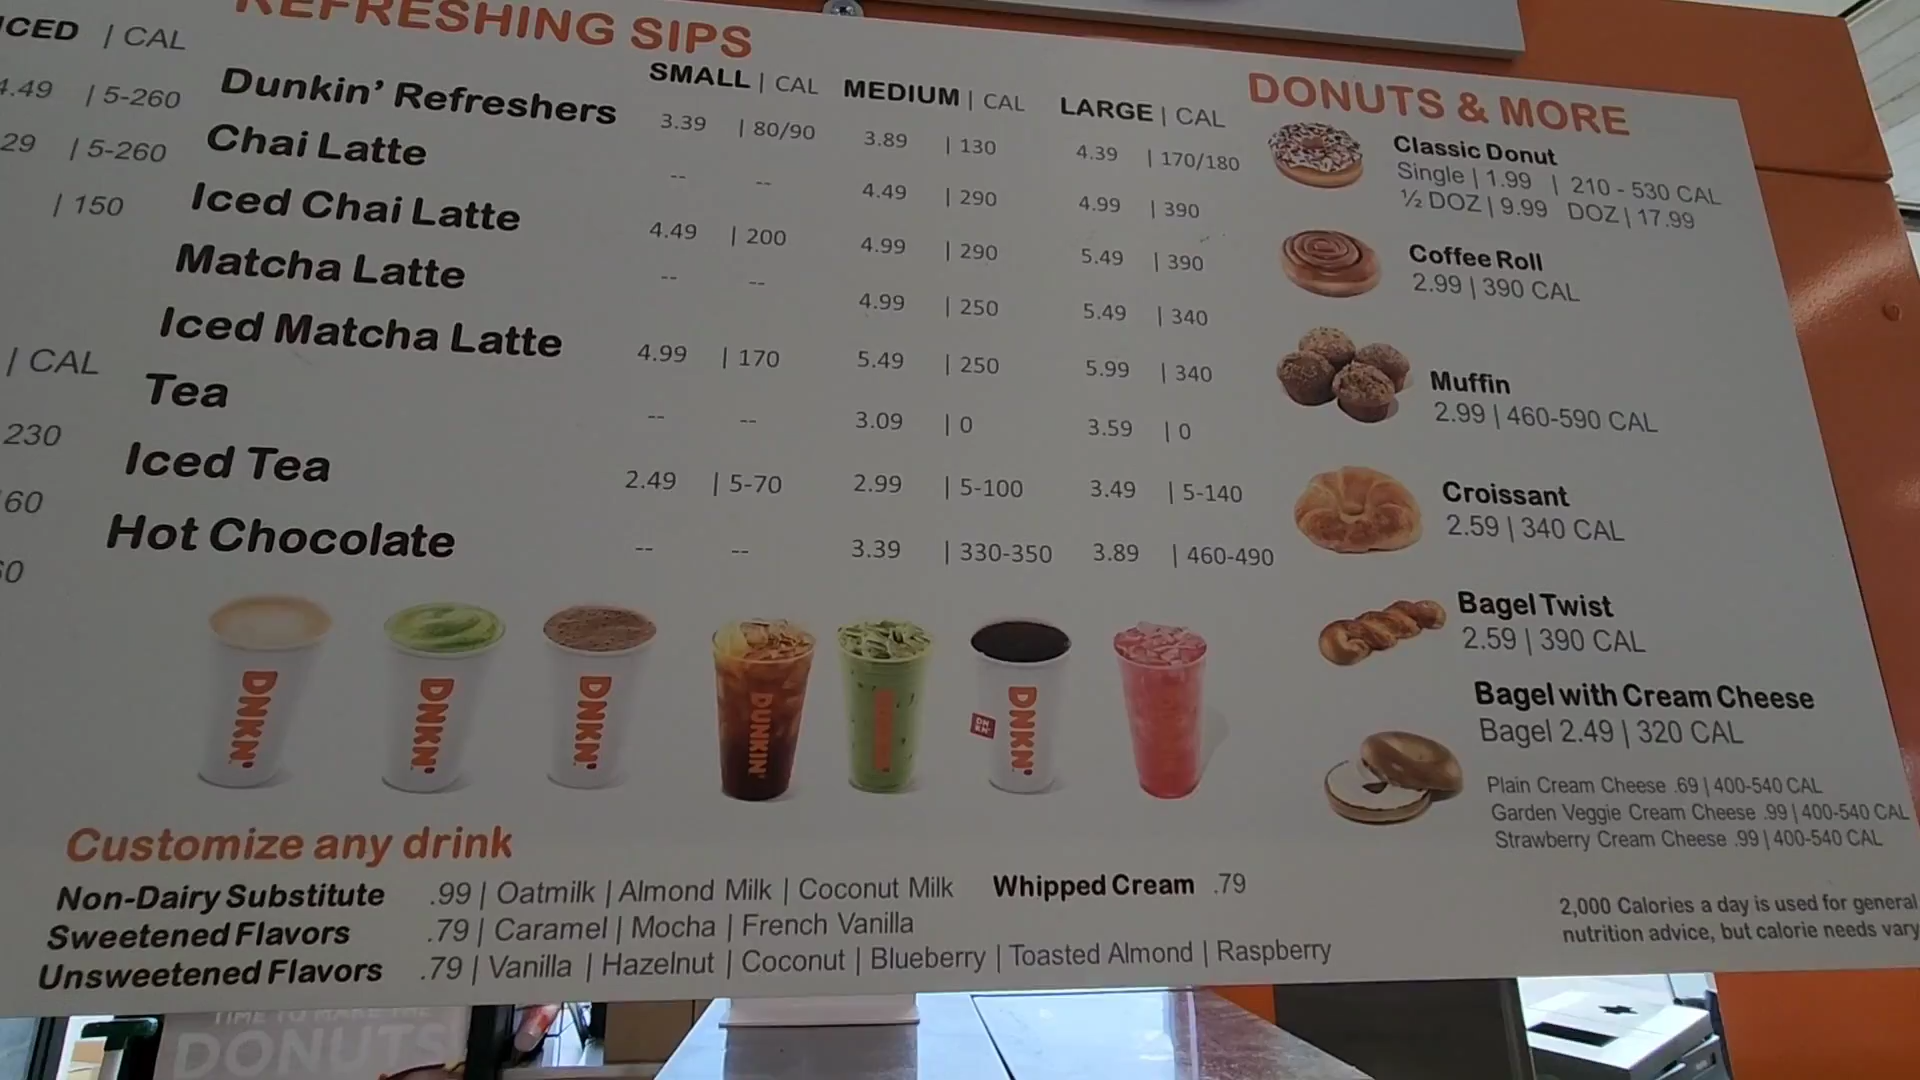 REFRESHING SIPS
CED | CAL
4.49 | 5-260
29 | 5-260
| 150
| CAL
230
60
60
SMALL | CAL MEDIUM | CAL LARGE | CAL
Dunkin' Refreshers 3.39 | 80/90 3.89 | 130 4.39 | 170/180
Chai Latte -- -- 4.49 | 290 4.99 | 390
Iced Chai Latte 4.49 | 200 4.99 | 290 5.49 | 390
Matcha Latte -- -- 4.99 | 250 5.49 | 340
Iced Matcha Latte 4.99 | 170 5.49 | 250 5.99 | 340
Tea -- -- 3.09 | 0 3.59 | 0
Iced Tea 2.49 | 5-70 2.99 | 5-100 3.49 | 5-140
Hot Chocolate -- -- 3.39 | 330-350 3.89 | 460-490
DNKN'
DNKN'
DNKN'
DUNKIN'
DN
KN'
DNKN'
Customize any drink
Non-Dairy Substitute .99 | Oatmilk | Almond Milk | Coconut Milk Whipped Cream .79
Sweetened Flavors .79 | Caramel | Mocha | French Vanilla
Unsweetened Flavors .79 | Vanilla | Hazelnut | Coconut | Blueberry | Toasted Almond | Raspberry
DONUTS & MORE
Classic Donut
Single | 1.99 | 210 - 530 CAL
½ DOZ | 9.99 DOZ | 17.99
Coffee Roll
2.99 | 390 CAL
Muffin
2.99 | 460-590 CAL
Croissant
2.59 | 340 CAL
Bagel Twist
2.59 | 390 CAL
Bagel with Cream Cheese
Bagel 2.49 | 320 CAL
Plain Cream Cheese .69 | 400-540 CAL
Garden Veggie Cream Cheese .99 | 400-540 CAL
Strawberry Cream Cheese .99 | 400-540 CAL
2,000 Calories a day is used for general
nutrition advice, but calorie needs vary
TIME TO MAKE THE
DONUTS